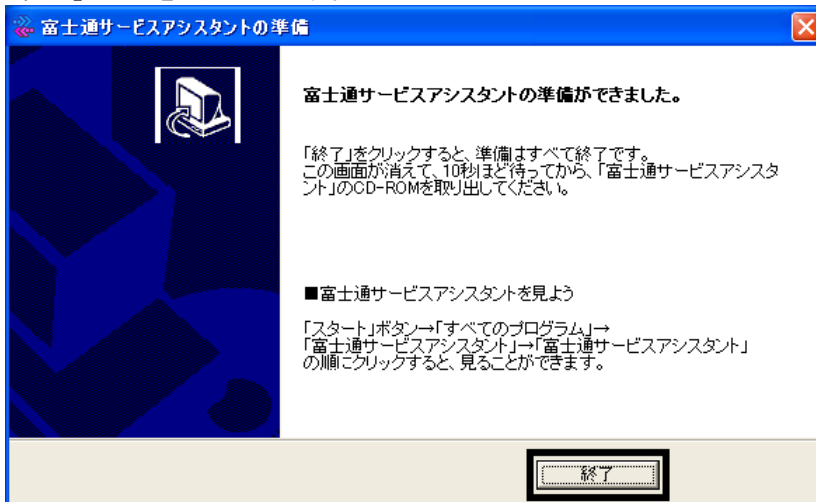 富士通サービスアシスタントの準備
富士通サービスアシスタントの準備ができました。
「終了」をクリックすると、準備はすべて終了です。
この画面が消えて、10秒ほど待ってから、「富士通サービスアシスタ
ント」のCD-ROMを取り出してください。
■富士通サービスアシスタントを見よう
「スタート」ボタン→「すべてのプログラム」→
「富士通サービスアシスタント」→「富士通サービスアシスタント」
の順にクリックすると、見ることができます。
終了